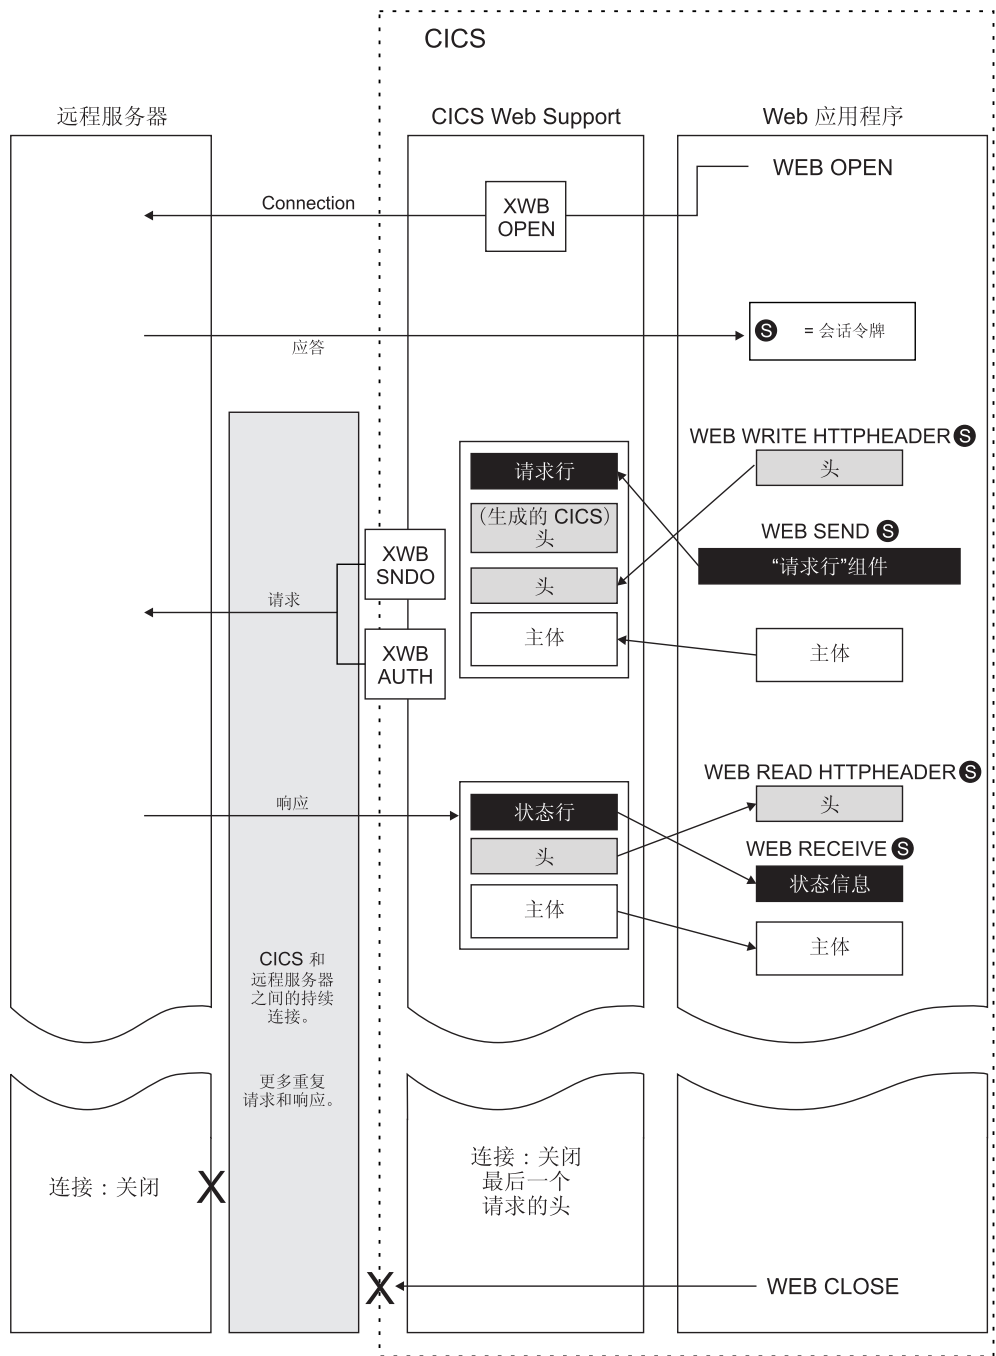 CICS
远程服务器
CICS Web Support
Web 应用程序
WEB OPEN
Connection
XWB
OPEN
S = 会话令牌
应答
WEB WRITE HTTPHEADER S
头
请求行
(生成的 CICS)
头
WEB SEND S
“请求行”组件
XWB
SNDO
头
请求
主体
主体
XWB
AUTH
WEB READ HTTPHEADER S
头
响应
状态行
头
WEB RECEIVE S
状态信息
主体
主体
CICS 和
远程服务器
之间的持续
连接。
更多重复
请求和响应。
连接:关闭
连接:关闭
最后一个
请求的头
X
X
WEB CLOSE